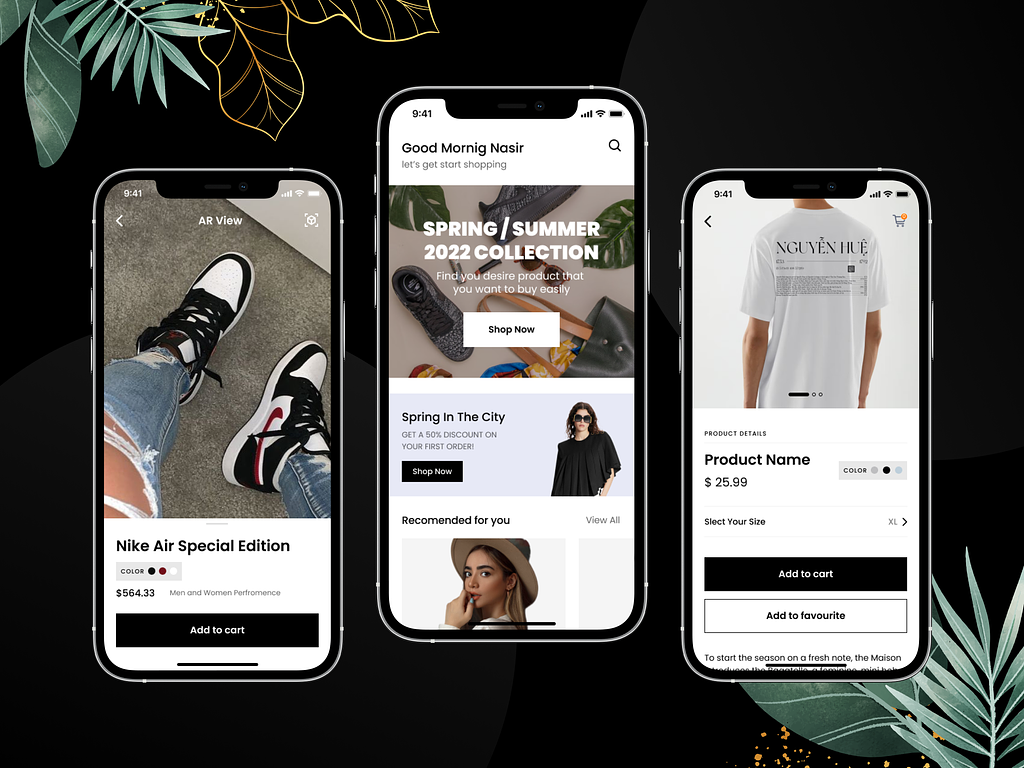 9:41
AR View
Nike Air Special Edition
COLOR
$564.33 Men and Women Perfromence
Add to cart
9:41
Good Mornig Nasir
let's get start shopping
SPRING / SUMMER
2022 COLLECTION
Find you desire product that
you want to buy easily
Shop Now
Spring In The City
GET A 50% DISCOUNT ON
YOUR FIRST ORDER!
Shop Now
Recomended for you View All
9:41
NGUYỄN HUỆ
PRODUCT DETAILS
Product Name
COLOR
$ 25.99
Slect Your Size XL
Add to cart
Add to favourite
To start the season on a fresh note, the Maison